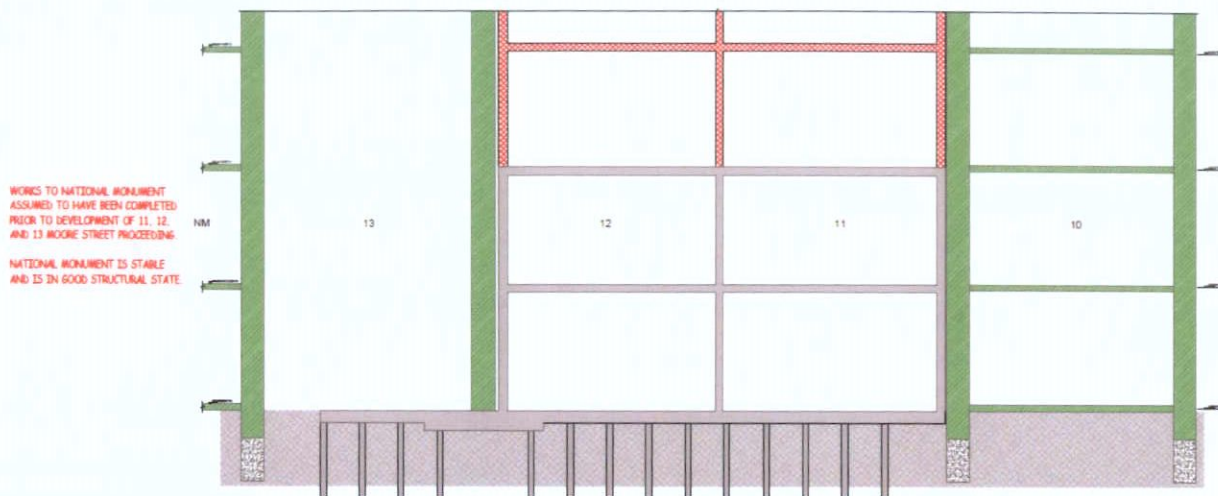 WORKS TO NATIONAL MONUMENT
ASSUMED TO HAVE BEEN COMPLETED
PRIOR TO DEVELOPMENT OF 11, 12,
AND 13 MOORE STREET PROCEEDING.
NATIONAL MONUMENT IS STABLE
AND IS IN GOOD STRUCTURAL STATE.
NM
13
12
11
10